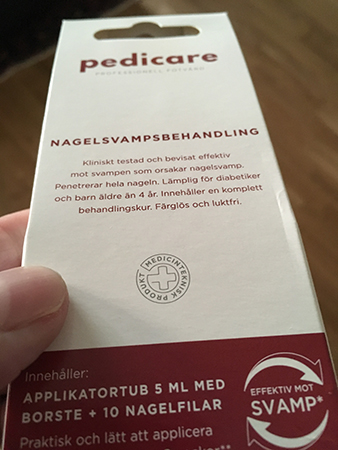 pedicare
PROFESSIONELL FOTVÅRD
NAGELSVAMPSBEHANDLING
Kliniskt testad och bevisat effektiv
mot svampen som orsakar nagelsvamp.
Penetrerar hela nageln. Lämplig för diabetiker
och barn äldre än 4 år. Innehåller en komplett
behandlingskur. Färglös och luktfri.
MEDICINTEKNISK PRODUKT
Innehåller:
APPLIKATORTUB 5 ML MED
BORSTE + 10 NAGELFILAR
Praktisk och lätt att applicera
EFFEKTIV MOT
SVAMP*